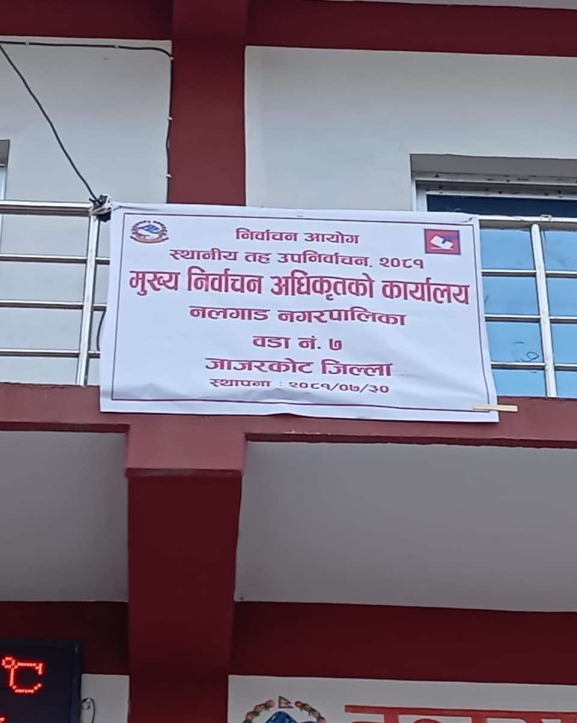 निर्वाचन आयोग
स्थानीय तह उपनिर्वाचन, २०८१
मुख्य निर्वाचन अधिकृतको कार्यालय
नलगाड नगरपालिका
वडा नं. ७
जाजरकोट जिल्ला
स्थापना : २०८१/०७/३०
°C